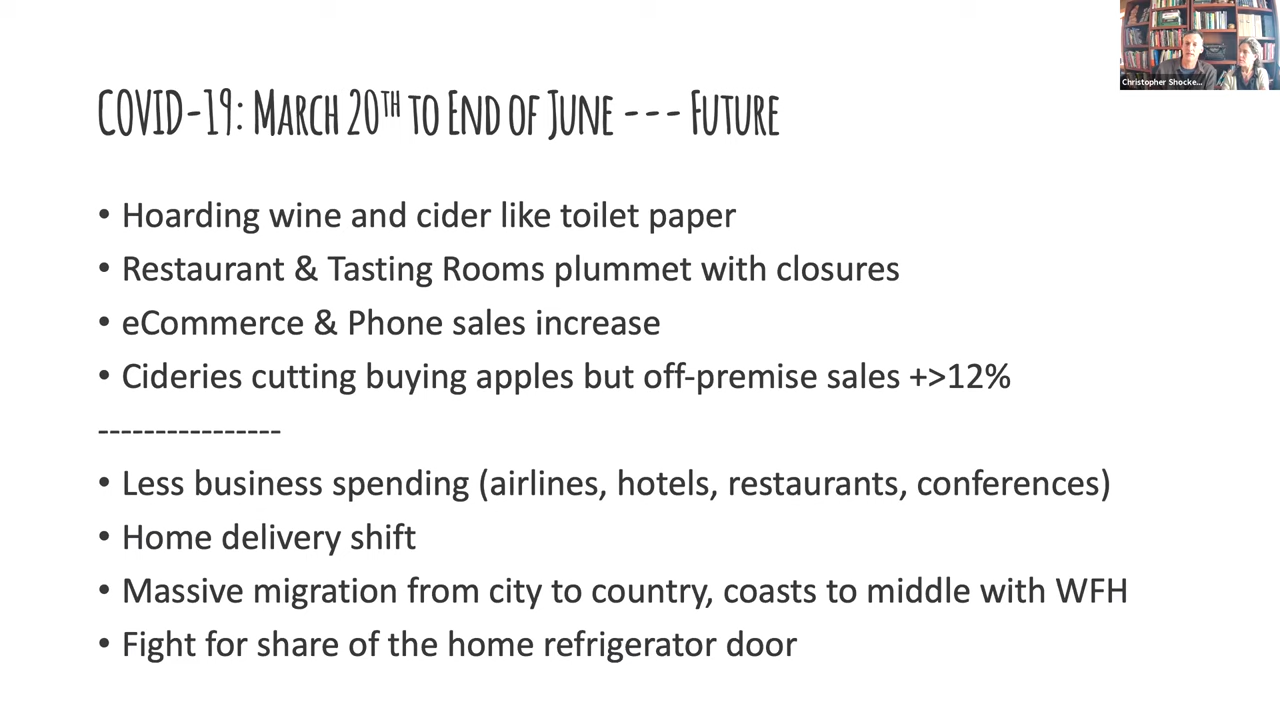 Christopher Shocke...
COVID-19: March 20th to End of June --- Future
• Hoarding wine and cider like toilet paper
• Restaurant & Tasting Rooms plummet with closures
• eCommerce & Phone sales increase
• Cideries cutting buying apples but off-premise sales +>12%
----------------
• Less business spending (airlines, hotels, restaurants, conferences)
• Home delivery shift
• Massive migration from city to country, coasts to middle with WFH
• Fight for share of the home refrigerator door